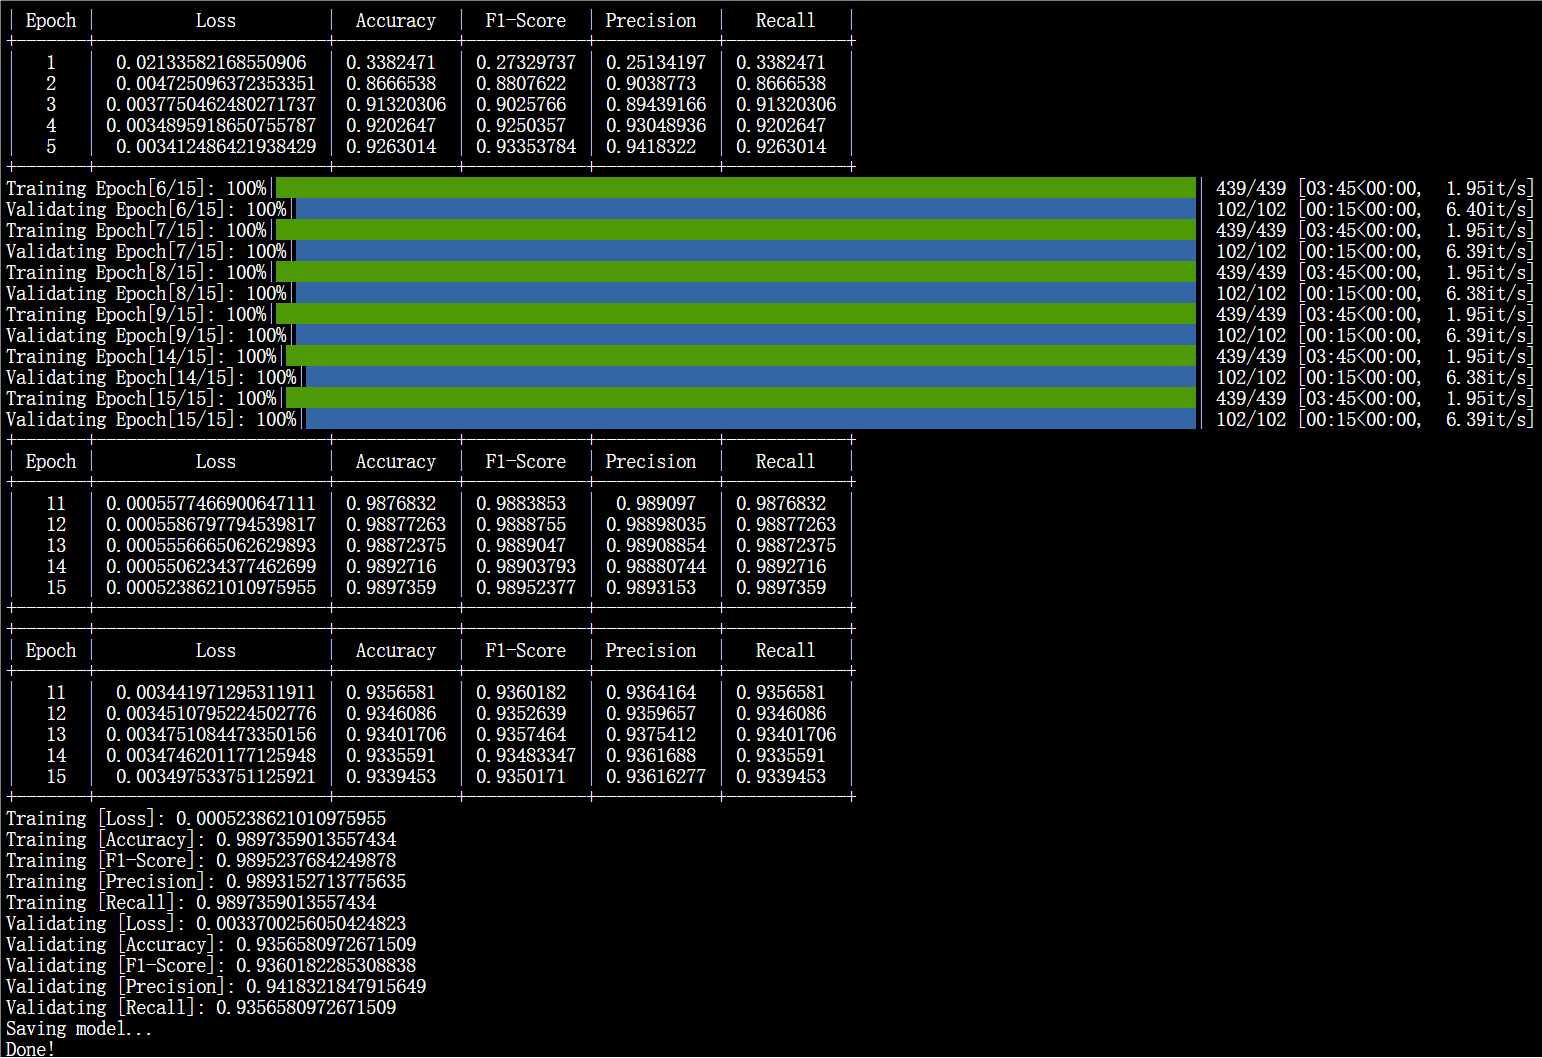 | Epoch | Loss | Accuracy | F1-Score | Precision | Recall |
| 1 | 0.02133582168550906 | 0.3382471 | 0.27329737 | 0.25134197 | 0.3382471 |
| 2 | 0.004725096372353351 | 0.8666538 | 0.8807622 | 0.9038773 | 0.8666538 |
| 3 | 0.0037750462480271737 | 0.91320306 | 0.9025766 | 0.89439166 | 0.91320306 |
| 4 | 0.0034895918650755787 | 0.9202647 | 0.9250357 | 0.93048936 | 0.9202647 |
| 5 | 0.003412486421938429 | 0.9263014 | 0.93353784 | 0.9418322 | 0.9263014 |
Training Epoch[6/15]: 100%| | 439/439 [03:45<00:00, 1.95it/s]
Validating Epoch[6/15]: 100%| | 102/102 [00:15<00:00, 6.40it/s]
Training Epoch[7/15]: 100%| | 439/439 [03:45<00:00, 1.95it/s]
Validating Epoch[7/15]: 100%| | 102/102 [00:15<00:00, 6.39it/s]
Training Epoch[8/15]: 100%| | 439/439 [03:45<00:00, 1.95it/s]
Validating Epoch[8/15]: 100%| | 102/102 [00:15<00:00, 6.38it/s]
Training Epoch[9/15]: 100%| | 439/439 [03:45<00:00, 1.95it/s]
Validating Epoch[9/15]: 100%| | 102/102 [00:15<00:00, 6.39it/s]
Training Epoch[14/15]: 100%| | 439/439 [03:45<00:00, 1.95it/s]
Validating Epoch[14/15]: 100%| | 102/102 [00:15<00:00, 6.38it/s]
Training Epoch[15/15]: 100%| | 439/439 [03:45<00:00, 1.95it/s]
Validating Epoch[15/15]: 100%| | 102/102 [00:15<00:00, 6.39it/s]
| Epoch | Loss | Accuracy | F1-Score | Precision | Recall |
| 11 | 0.0005577466900647111 | 0.9876832 | 0.9883853 | 0.989097 | 0.9876832 |
| 12 | 0.0005586797794539817 | 0.98877263 | 0.9888755 | 0.98898035 | 0.98877263 |
| 13 | 0.0005556665062629893 | 0.98872375 | 0.9889047 | 0.98908854 | 0.98872375 |
| 14 | 0.0005506234377462699 | 0.9892716 | 0.98903793 | 0.98880744 | 0.9892716 |
| 15 | 0.0005238621010975955 | 0.9897359 | 0.98952377 | 0.9893153 | 0.9897359 |
| Epoch | Loss | Accuracy | F1-Score | Precision | Recall |
| 11 | 0.003441971295311911 | 0.9356581 | 0.9360182 | 0.9364164 | 0.9356581 |
| 12 | 0.0034510795224502776 | 0.9346086 | 0.9352639 | 0.9359657 | 0.9346086 |
| 13 | 0.0034751084473350156 | 0.93401706 | 0.9357464 | 0.9375412 | 0.93401706 |
| 14 | 0.0034746201177125948 | 0.9335591 | 0.93483347 | 0.9361688 | 0.9335591 |
| 15 | 0.003497533751125921 | 0.9339453 | 0.9350171 | 0.93616277 | 0.9339453 |
Training [Loss]: 0.0005238621010975955
Training [Accuracy]: 0.9897359013557434
Training [F1-Score]: 0.9895237684249878
Training [Precision]: 0.9893152713775635
Training [Recall]: 0.9897359013557434
Validating [Loss]: 0.0033700256050424823
Validating [Accuracy]: 0.9356580972671509
Validating [F1-Score]: 0.9360182285308838
Validating [Precision]: 0.9418321847915649
Validating [Recall]: 0.9356580972671509
Saving model...
Done!